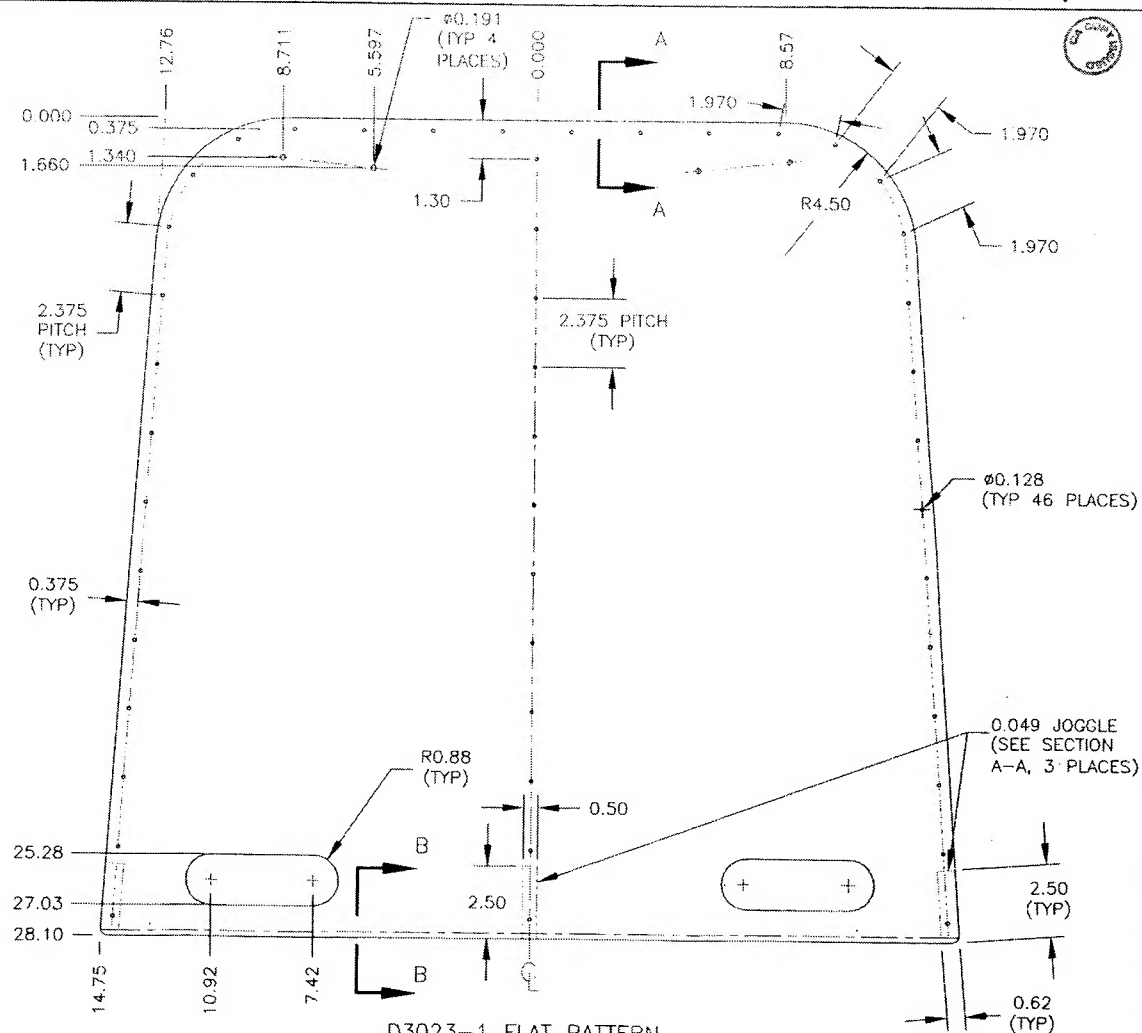 12.76
8.711
5.597
ø0.191
(TYP 4
PLACES)
0.000
A
8.57
1.970
0.000
0.375
1.340
1.660
1.30
A
R4.50
1.970
1.970
2.375
PITCH
(TYP)
2.375 PITCH
(TYP)
ø0.128
(TYP 46 PLACES)
0.375
(TYP)
R0.88
(TYP)
0.50
0.049 JOGGLE
(SEE SECTION
A-A, 3 PLACES)
25.28
27.03
28.10
B
2.50
2.50
(TYP)
14.75
10.92
7.42
B
CL
0.62
(TYP)
D3023-1 FLAT PATTERN